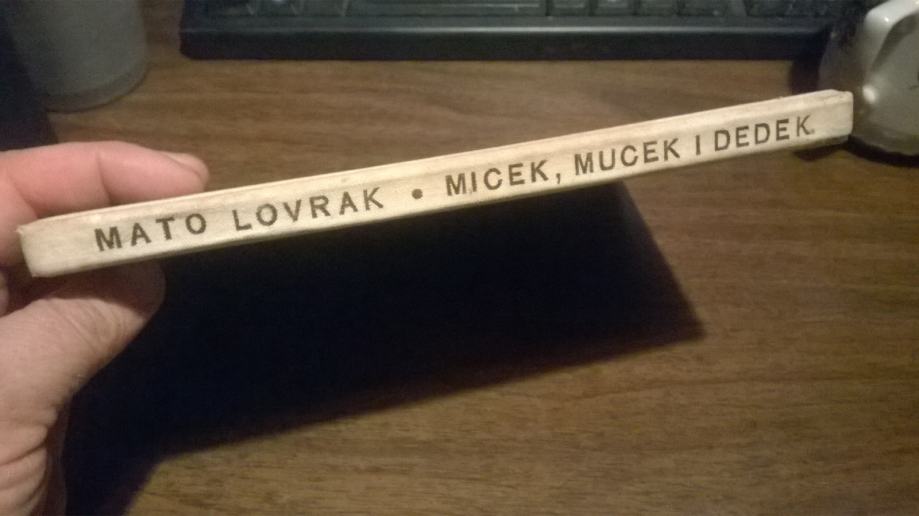 MATO LOVRAK • MICEK, MUCEK I DEDEK